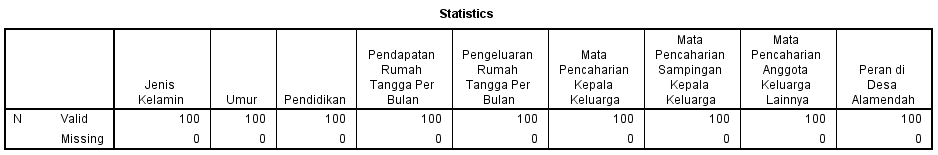 Statistics
Jenis Kelamin	Umur	Pendidikan	Pendapatan Rumah Tangga Per Bulan	Pengeluaran Rumah Tangga Per Bulan	Mata Pencaharian Kepala Keluarga	Mata Pencaharian Sampingan Kepala Keluarga	Mata Pencaharian Anggota Keluarga Lainnya	Peran di Desa Alamendah
N	Valid	100	100	100	100	100	100	100	100	100
Missing	0	0	0	0	0	0	0	0	0